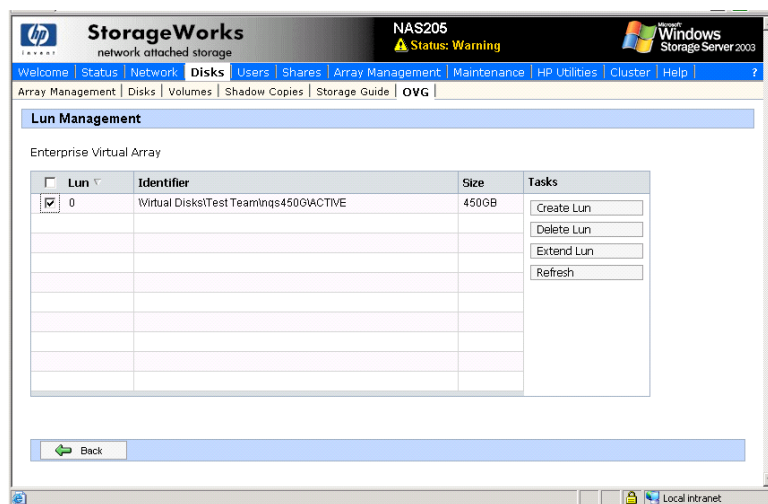 hp
invent
StorageWorks
network attached storage
NAS205
Status: Warning
Microsoft
Windows
Storage Server 2003
Welcome Status Network Disks Users Shares Array Management Maintenance HP Utilities Cluster Help ?
Array Management Disks Volumes Shadow Copies Storage Guide OVG
Lun Management
Enterprise Virtual Array
Lun Identifier Size Tasks
0 \Virtual Disks\Test Team\nqs450G\ACTIVE 450GB
Create Lun
Delete Lun
Extend Lun
Refresh
Back
Local intranet